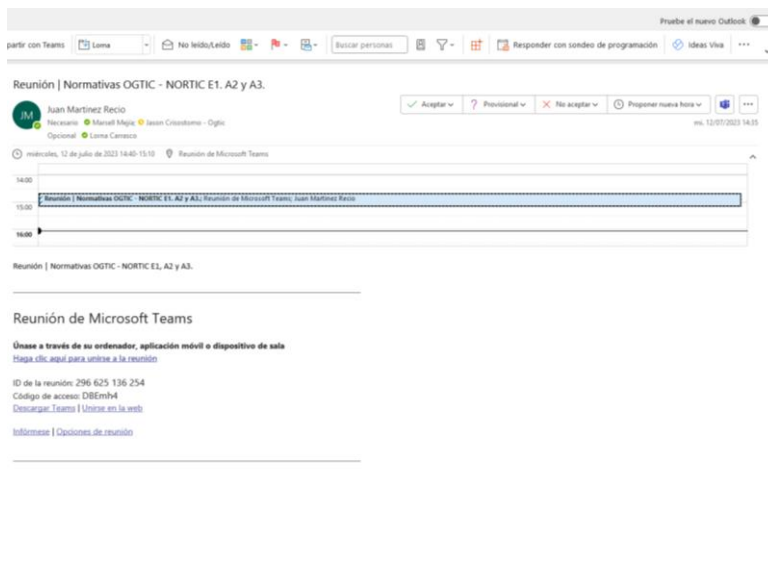 Pruebe el nuevo Outlook
partir con Teams
Loma
No leído/Leído
Buscar personas
Responder con sondeo de programación
Ideas Viva
Reunión | Normativas OGTIC - NORTIC E1. A2 y A3.
JM
Juan Martinez Recio
Necesario Marsell Mejía; Jason Crisostomo - Ogtic
Opcional Lorna Carrasco
Aceptar
Provisional
No aceptar
Proponer nueva hora
mi. 12/07/2023 14:35
miércoles, 12 de julio de 2023 14:40-15:10 Reunión de Microsoft Teams
14:00
Reunión | Normativas OGTIC - NORTIC E1. A2 y A3.; Reunión de Microsoft Teams; Juan Martinez Recio
15:00
16:00
Reunión | Normativas OGTIC - NORTIC E1, A2 y A3.
Reunión de Microsoft Teams
Únase a través de su ordenador, aplicación móvil o dispositivo de sala
Haga clic aquí para unirse a la reunión
ID de la reunión: 296 625 136 254
Código de acceso: DBEmh4
Descargar Teams | Unirse en la web
Infórmese | Opciones de reunión